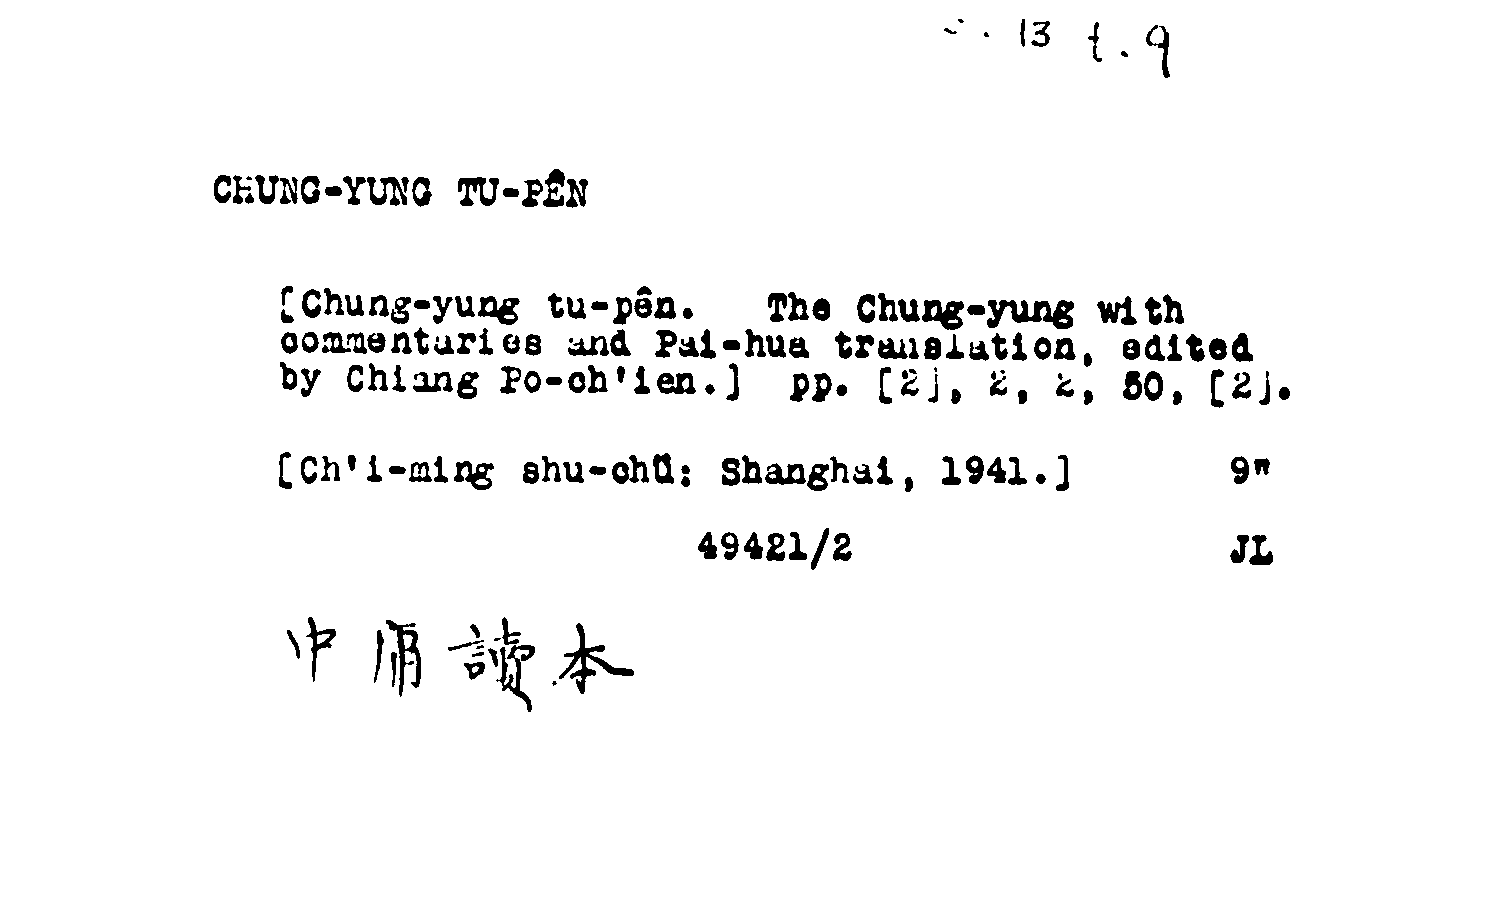 13 t.9
CHUNG-YUNG TU-PÊN
[Chung-yung tu-pên. The Chung-yung with
commentaries and Pai-hua translation, edited
by Chiang Po-ch'ien.] pp. [2], 2, 2, 50, [2].
[Ch'i-ming shu-chü: Shanghai, 1941.] 9"
49421/2 JL
中庸讀本